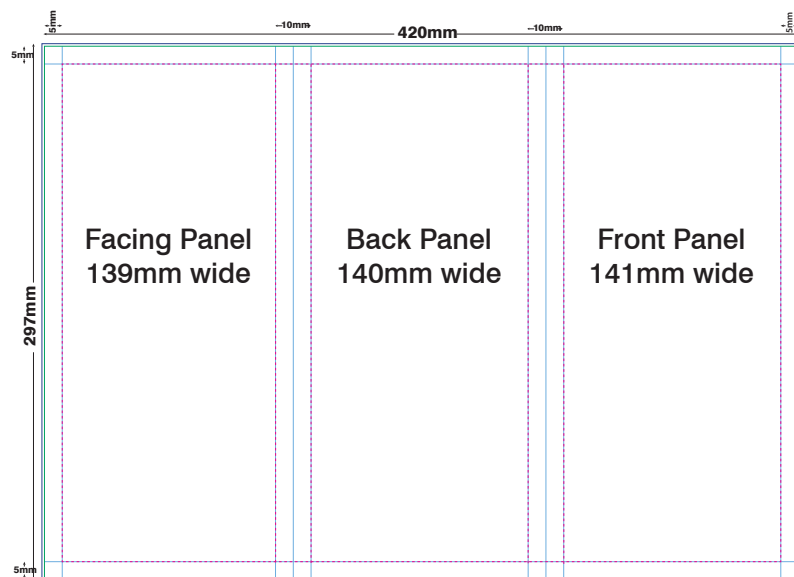 5mm
10mm
10mm
5mm
420mm
5mm
Facing Panel
139mm wide
Back Panel
140mm wide
Front Panel
141mm wide
297mm
5mm